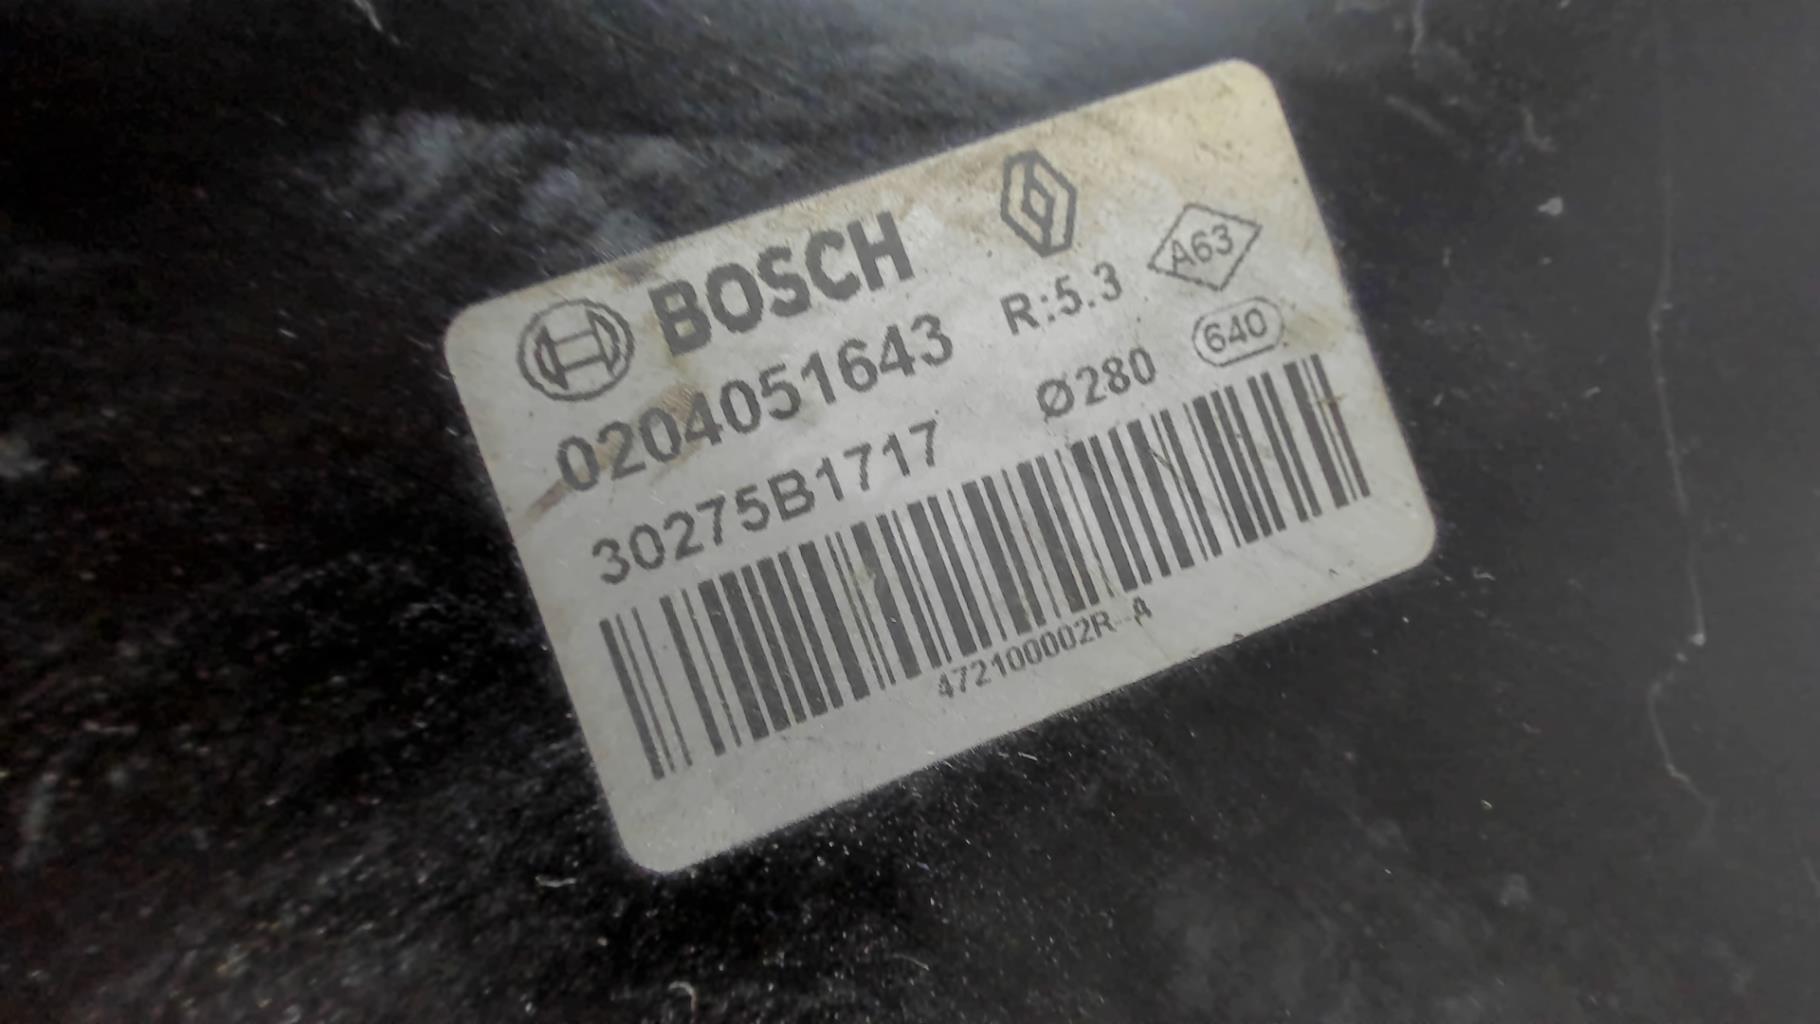 BOSCH
A63
0204051643 R:5.3
640
30275B1717 Ø280
472100002R--A